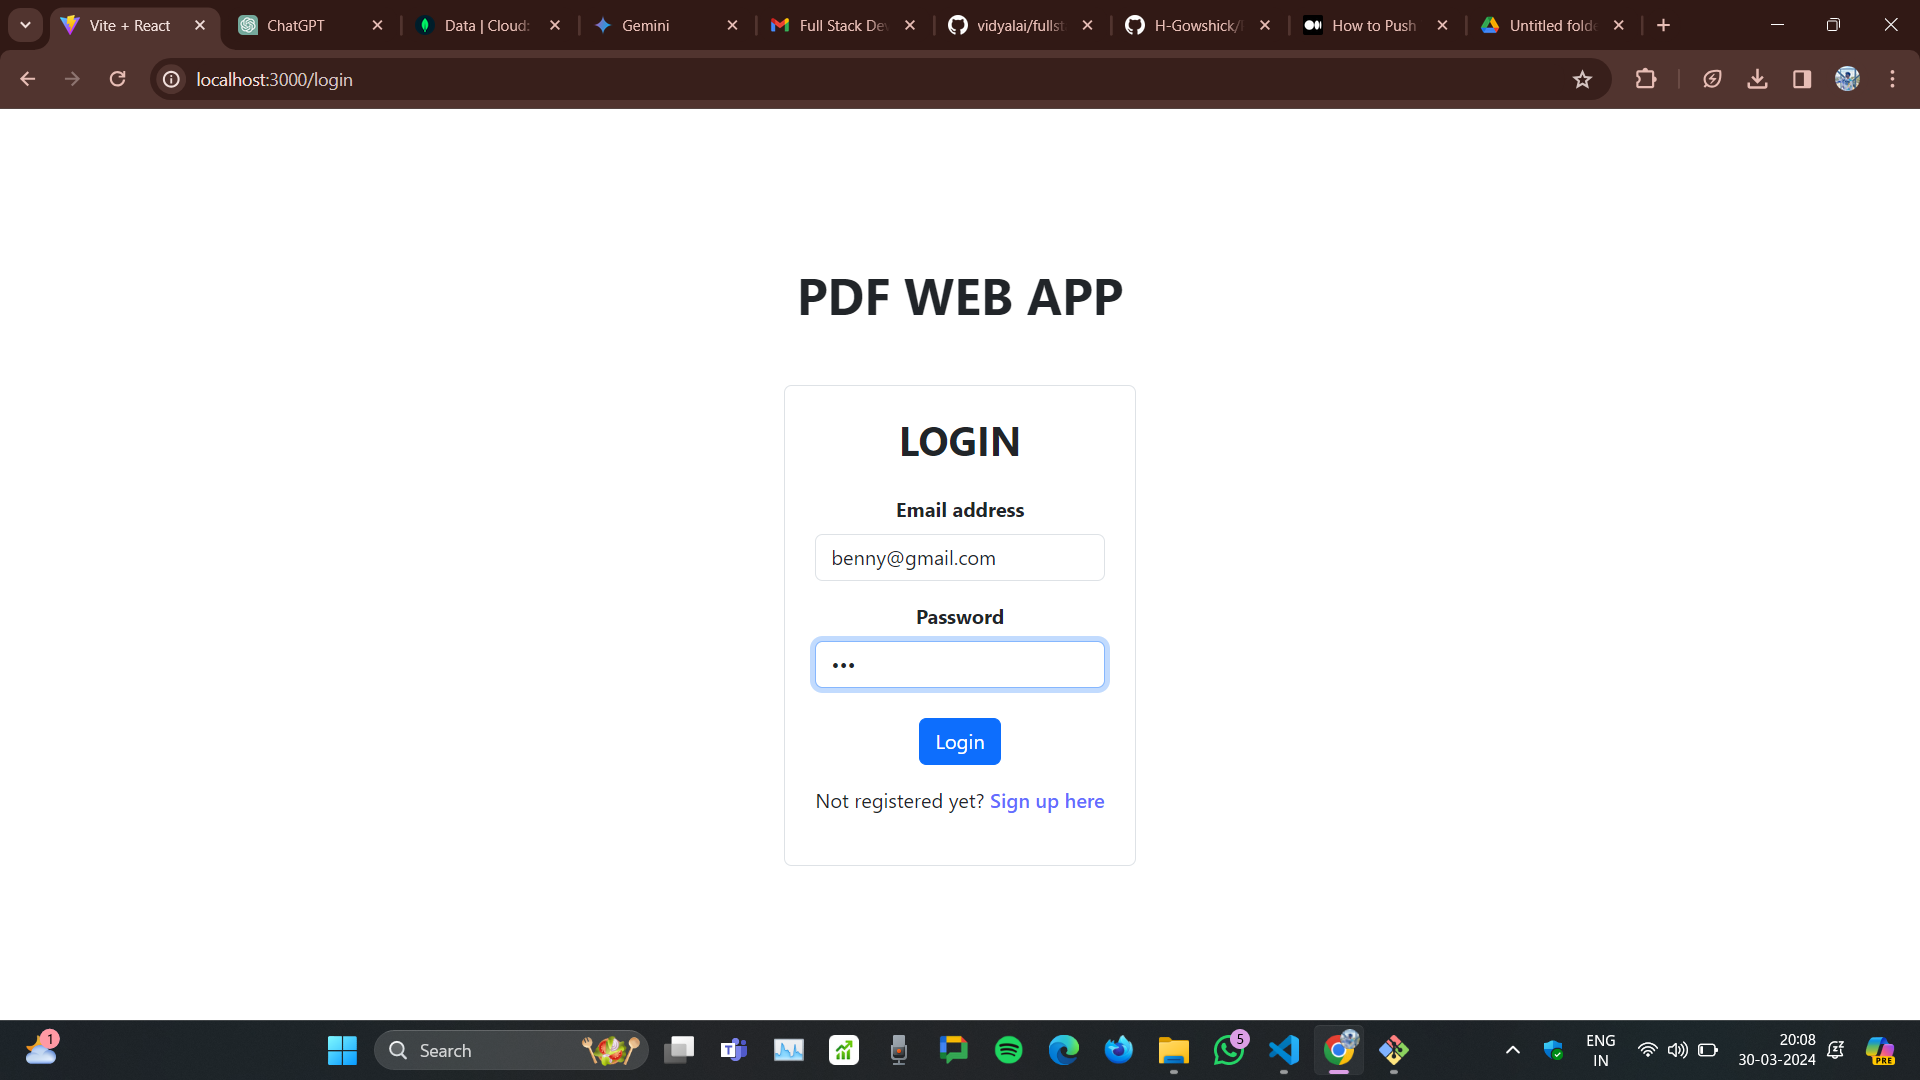 Vite + React
ChatGPT
Data | Cloud:
Gemini
Full Stack De
vidyalai/fullst
H-Gowshick/
How to Push
Untitled folde
localhost:3000/login
PDF WEB APP
LOGIN
Email address
benny@gmail.com
Password
•••
Login
Not registered yet? Sign up here
1
Search
5
ENG
IN
20:08
30-03-2024
PRE